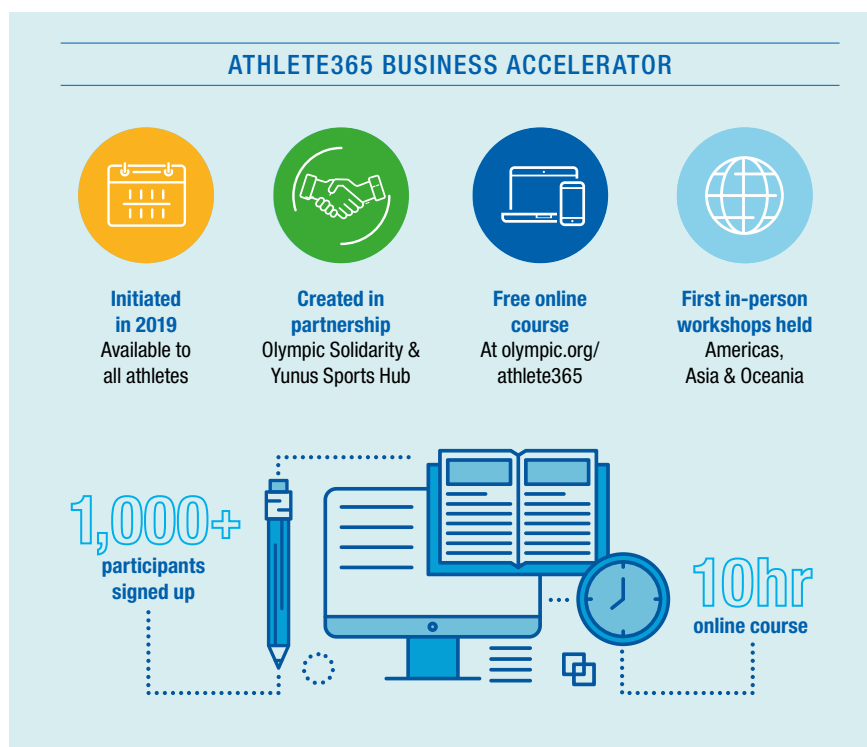 ATHLETE365 BUSINESS ACCELERATOR
Initiated
in 2019
Available to
all athletes
Created in
partnership
Olympic Solidarity &
Yunus Sports Hub
Free online
course
At olympic.org/
athlete365
First in-person
workshops held
Americas,
Asia & Oceania
1,000+
participants
signed up
10hr
online course